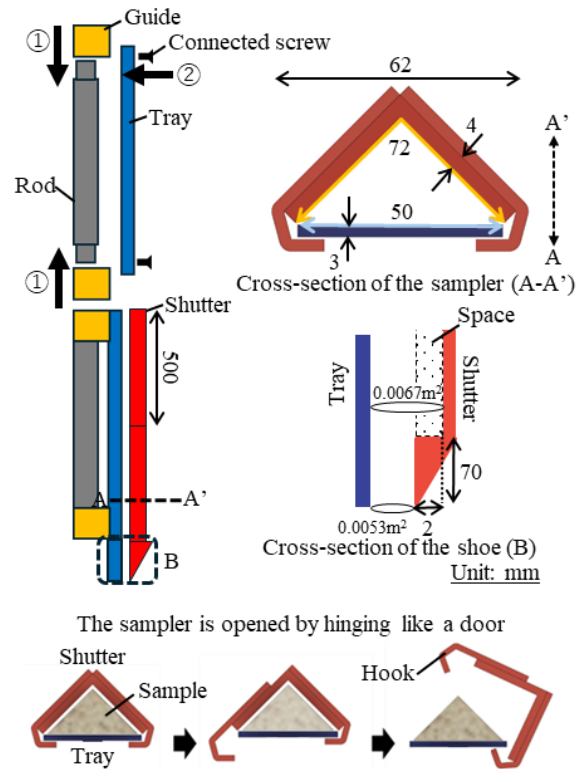 Guide
①
Connected screw
②
Tray
Rod
①
62
4
72
A'
50
A
3
Cross-section of the sampler (A-A’)
Shutter
500
A
A’
B
Space
Tray
Shutter
0.0067m²
70
0.0053m²
2
Cross-section of the shoe (B)
Unit: mm
The sampler is opened by hinging like a door
Shutter
Sample
Tray
Hook